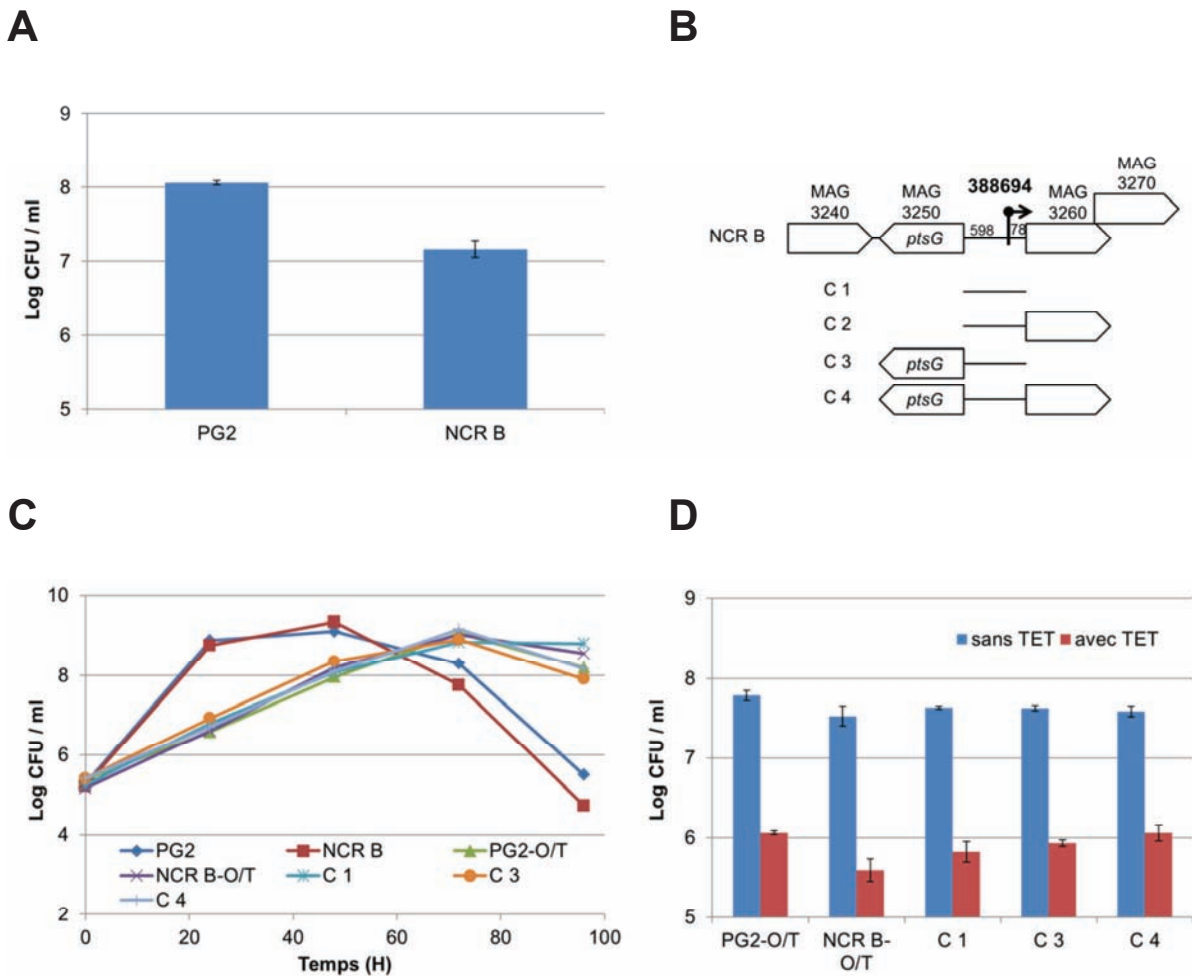 A
9
8
7
6
5
Log CFU / ml
PG2
NCR B
B
MAG
3240
MAG
3250
388694
MAG
3260
MAG
3270
NCR B
ptsG
598
78
C 1
C 2
C 3
ptsG
C 4
ptsG
C
10
8
6
4
2
Log CFU / ml
PG2
NCR B
PG2-O/T
NCR B-O/T
C 1
C 3
C 4
0
20
40
60
80
100
Temps (H)
D
9
8
7
6
5
Log CFU / ml
sans TET
avec TET
PG2-O/T
NCR B-
O/T
C 1
C 3
C 4